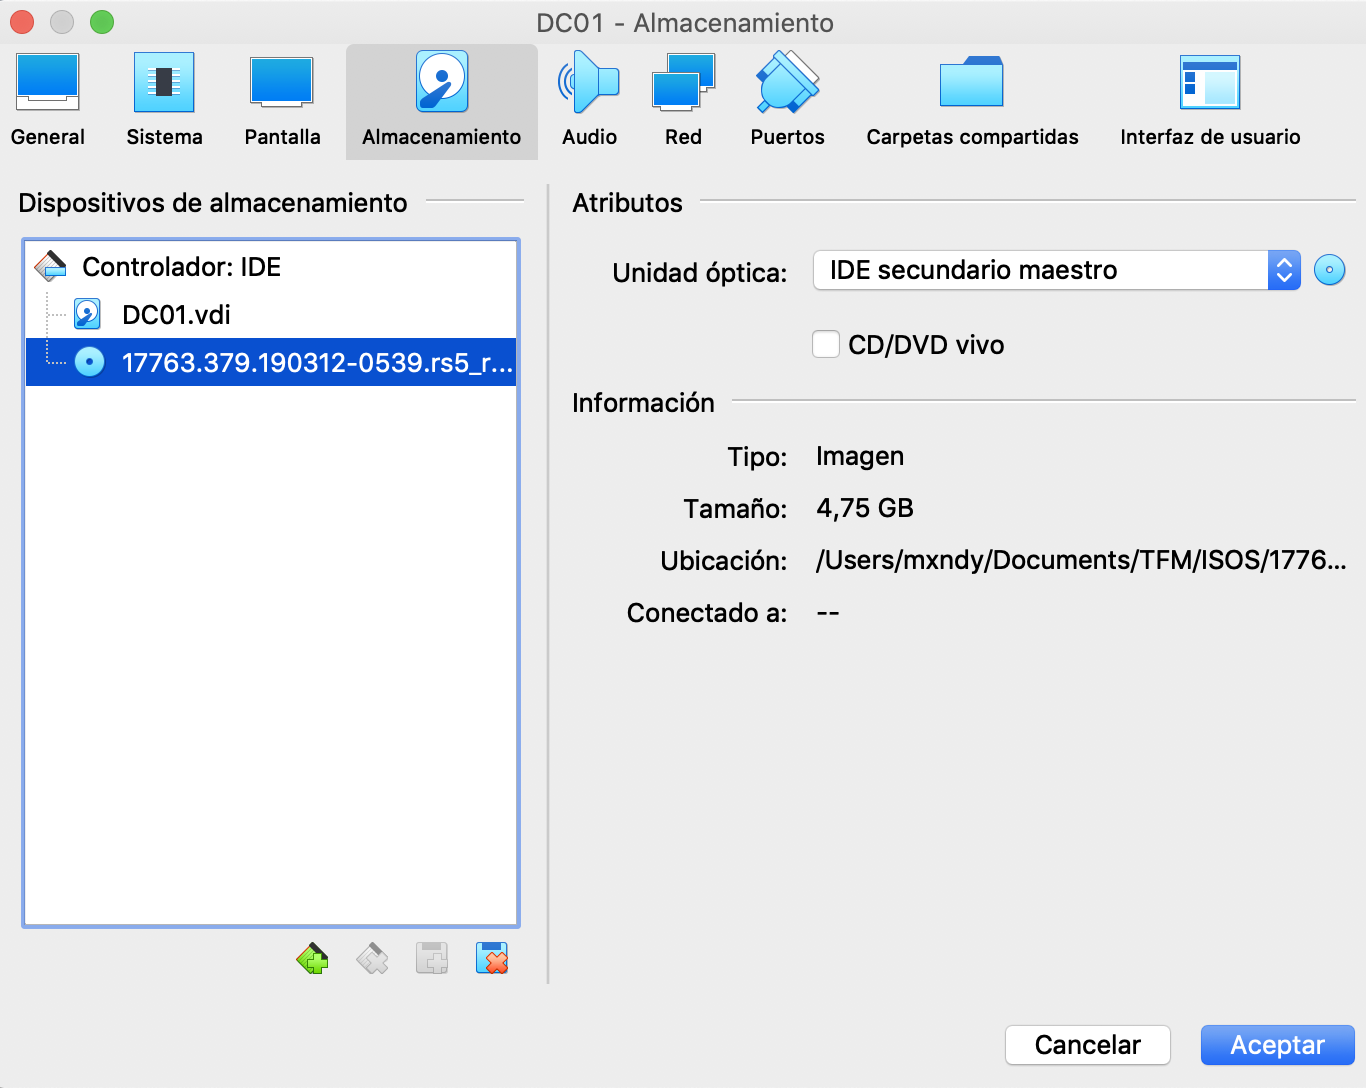 DC01 - Almacenamiento
General
Sistema
Pantalla
Almacenamiento
Audio
Red
Puertos
Carpetas compartidas
Interfaz de usuario
Dispositivos de almacenamiento
Controlador: IDE
DC01.vdi
17763.379.190312-0539.rs5_r...
Atributos
Unidad óptica: IDE secundario maestro
CD/DVD vivo
Información
Tipo: Imagen
Tamaño: 4,75 GB
Ubicación: /Users/mxndy/Documents/TFM/ISOS/1776...
Conectado a: --
Cancelar
Aceptar